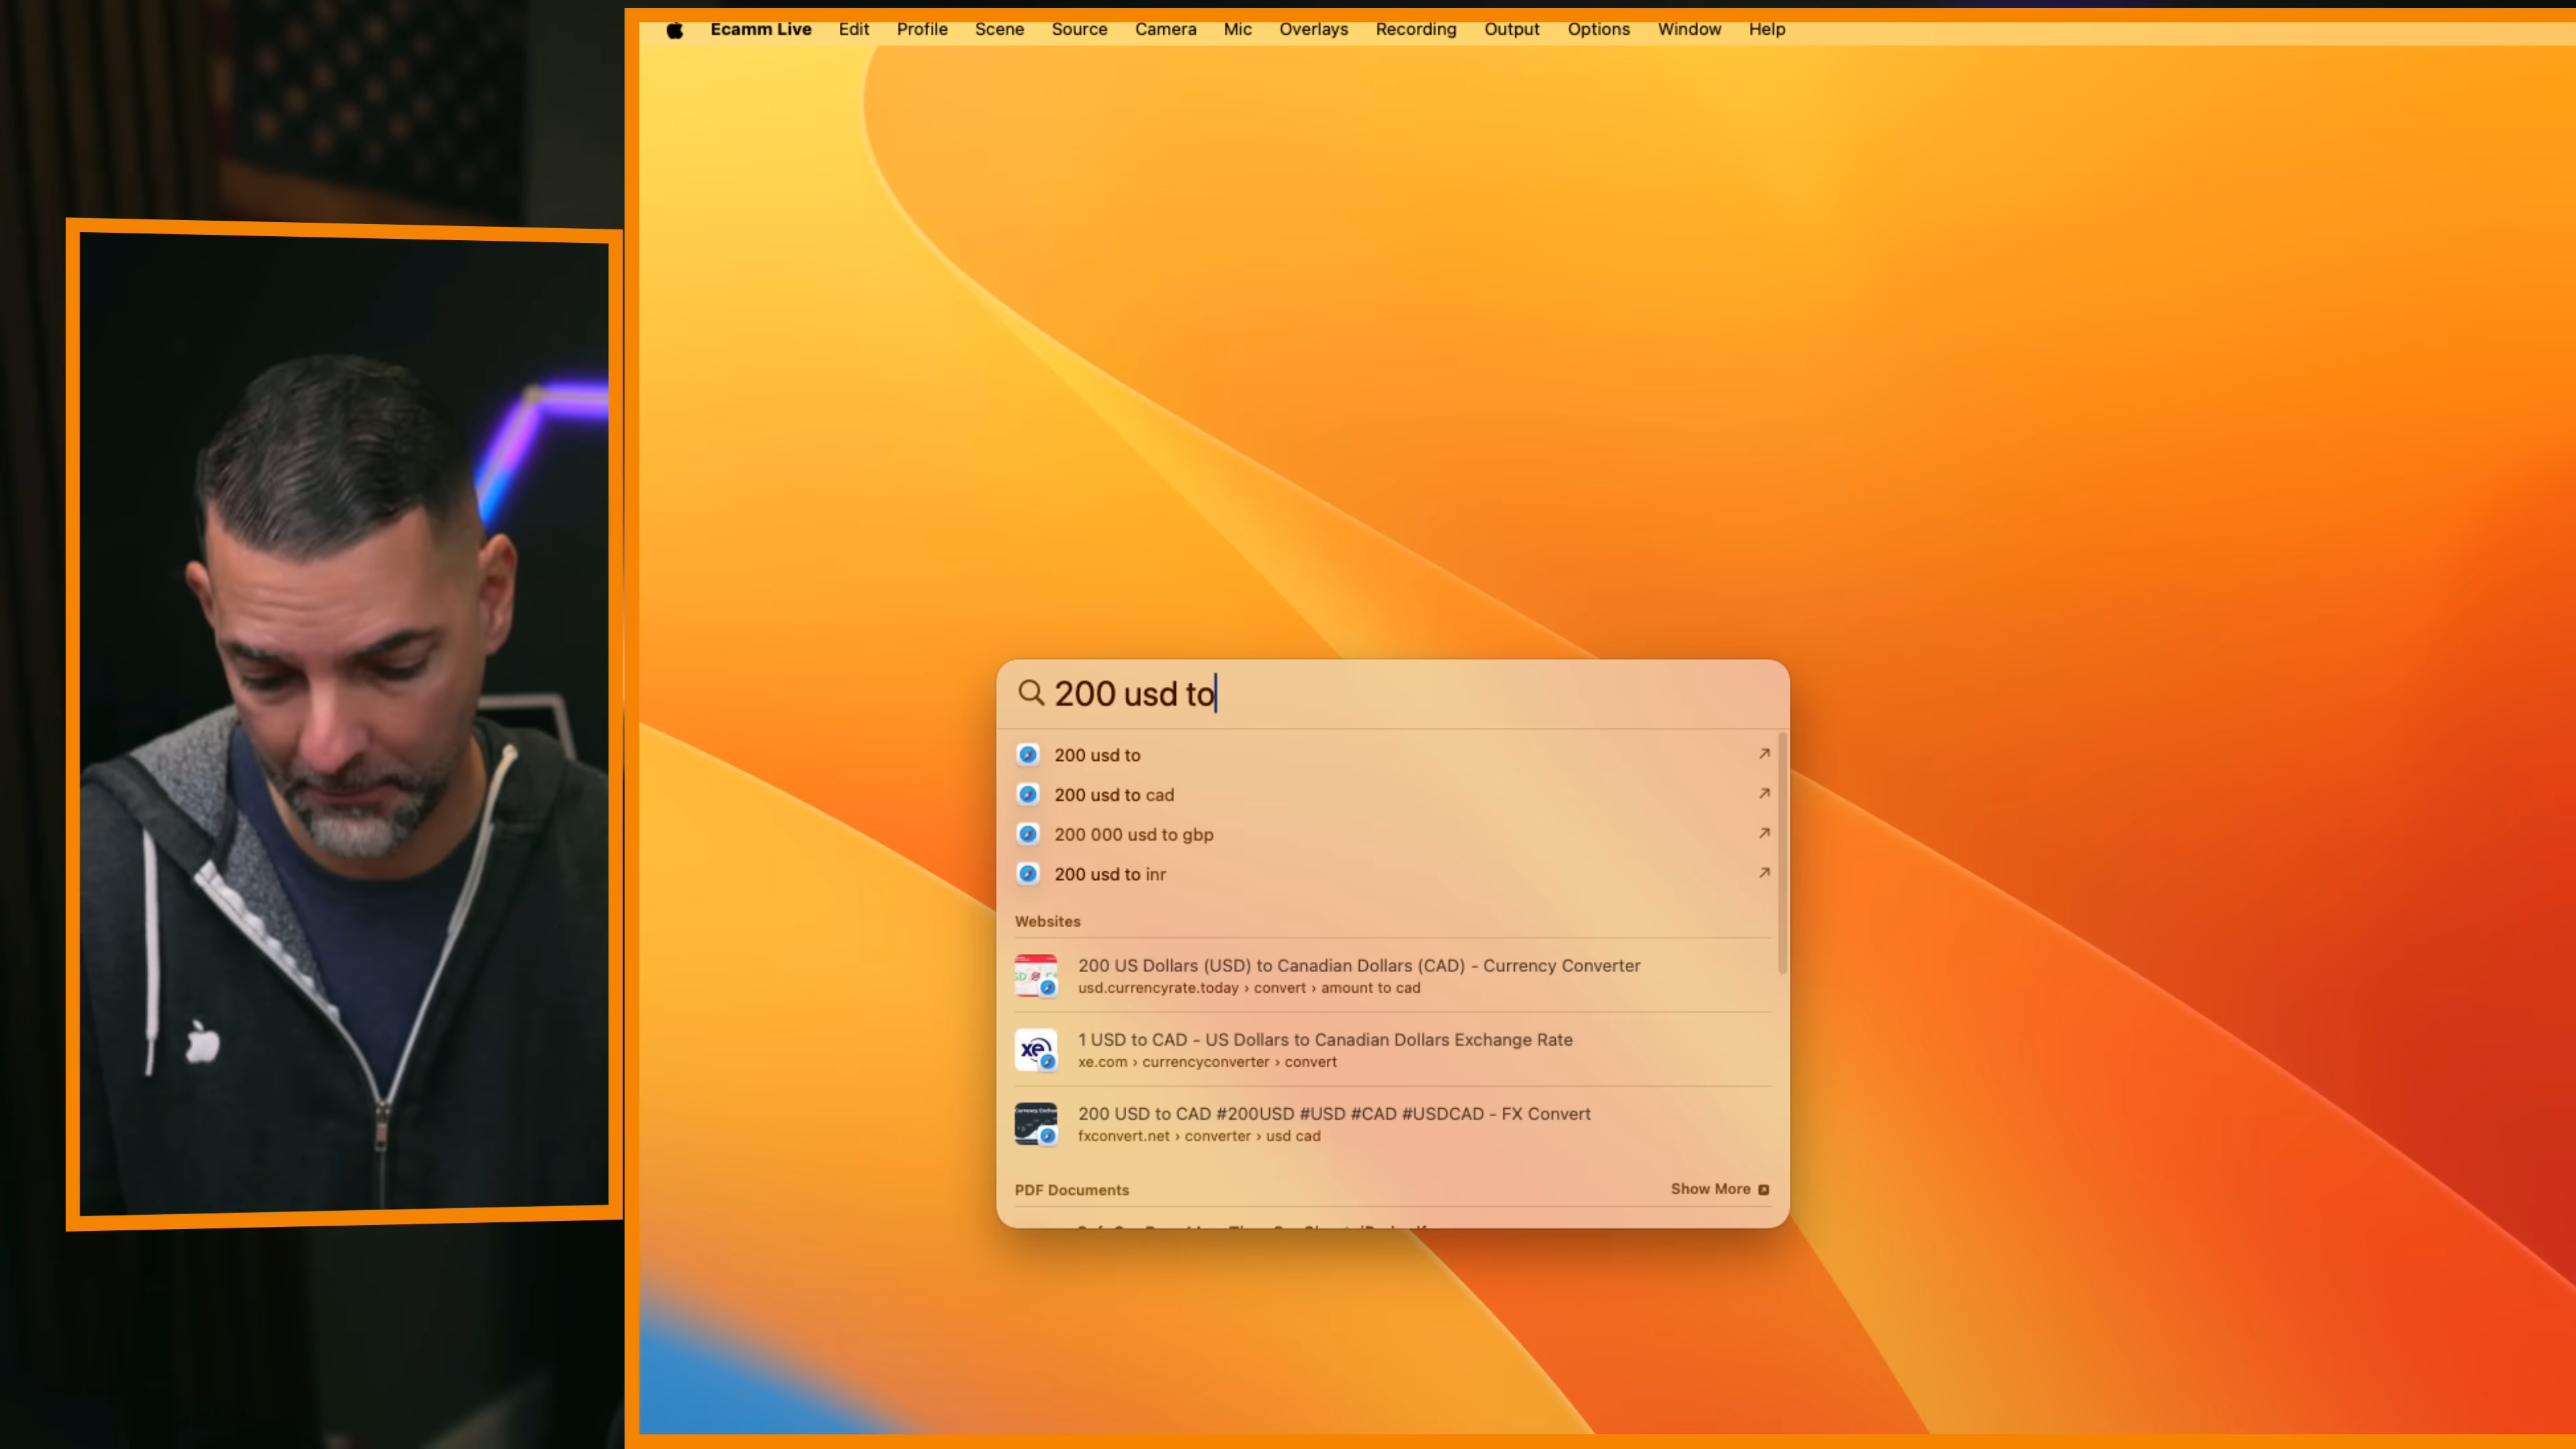 Ecamm Live Edit Profile Scene Source Camera Mic Overlays Recording Output Options Window Help
200 usd to
200 usd to
200 usd to cad
200 000 usd to gbp
200 usd to inr
Websites
200 US Dollars (USD) to Canadian Dollars (CAD) - Currency Converter
usd.currencyrate.today › convert › amount to cad
xe
1 USD to CAD - US Dollars to Canadian Dollars Exchange Rate
xe.com › currencyconverter › convert
200 USD to CAD #200USD #USD #CAD #USDCAD - FX Convert
fxconvert.net › converter › usd cad
PDF Documents Show More